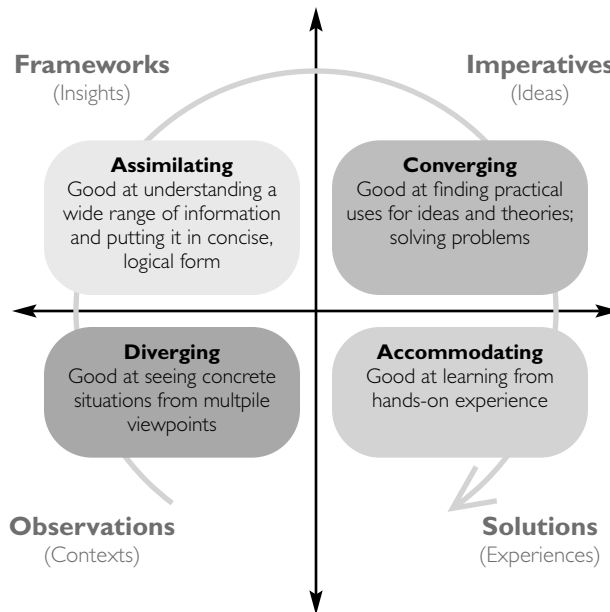 Frameworks
(Insights)
Imperatives
(Ideas)
Assimilating
Good at understanding a
wide range of information
and putting it in concise,
logical form
Converging
Good at finding practical
uses for ideas and theories;
solving problems
Diverging
Good at seeing concrete
situations from multpile
viewpoints
Accommodating
Good at learning from
hands-on experience
Observations
(Contexts)
Solutions
(Experiences)